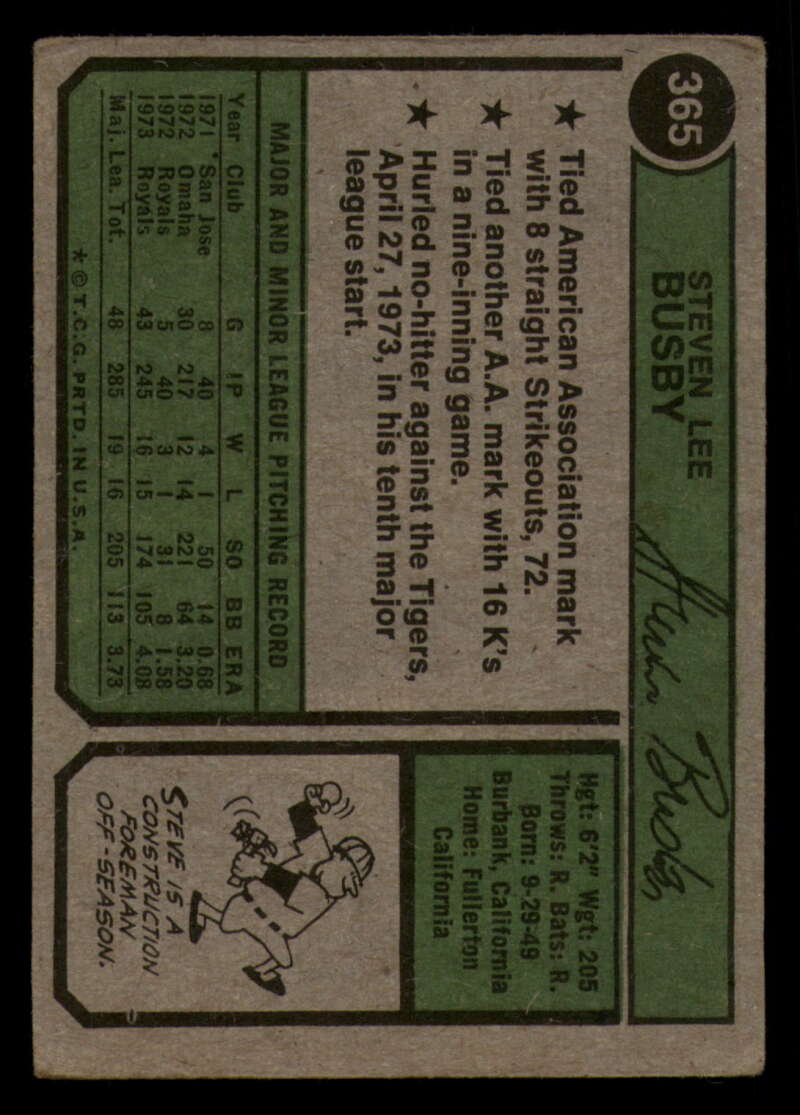 365
STEVEN LEE
BUSBY
Steven Busby
★ Tied American Association mark
with 8 straight Strikeouts, 72.
★ Tied another A.A. mark with 16 K's
in a nine-inning game.
★ Hurled no-hitter against the Tigers,
April 27, 1973, in his tenth major
league start.
MAJOR AND MINOR LEAGUE PITCHING RECORD
Year Club G IP W L SO BB ERA
1971 San Jose 8 40 4 1 50 14 0.68
1972 Omaha 30 217 12 14 221 64 3.20
1972 Royals 5 40 3 1 31 8 1.58
1973 Royals 43 245 16 15 174 105 4.08
Maj. Lea. Tot. 48 285 19 16 205 113 3.73
* © T.C.G. PRTD. IN U.S.A.
Hgt: 6'2" Wgt: 205
Throws: R. Bats: R.
Born: 9-29-49
Burbank, California
Home: Fullerton
California
STEVE IS A
CONSTRUCTION
FOREMAN
OFF-SEASON.